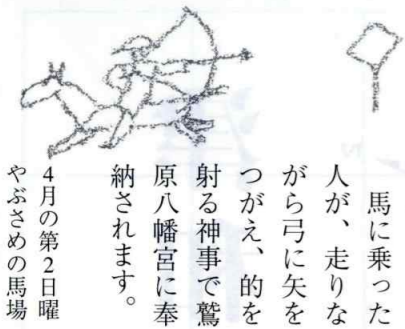 馬に乗った
人が、走りな
がら弓に矢を
つがえ、的を
射る神事で鷲
原八幡宮に奉
納されます。
4月の第2日曜
やぶさめの馬場